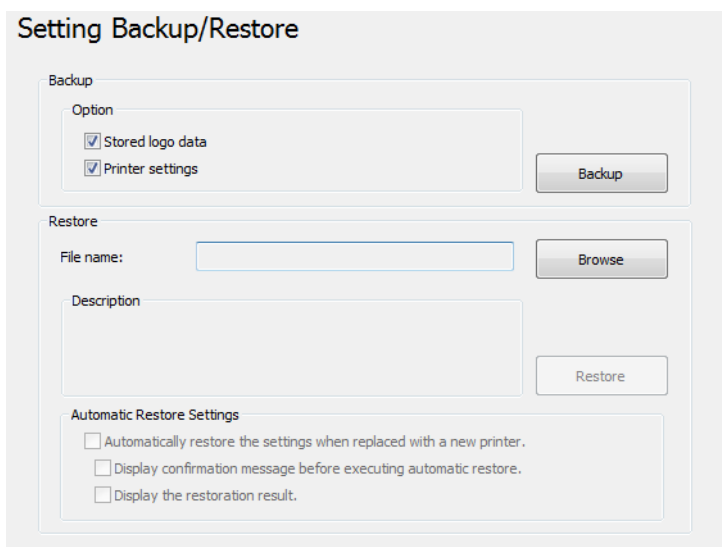 Setting Backup/Restore
Backup
Option
Stored logo data
Printer settings
Backup
Restore
File name:
Browse
Description
Restore
Automatic Restore Settings
Automatically restore the settings when replaced with a new printer.
Display confirmation message before executing automatic restore.
Display the restoration result.